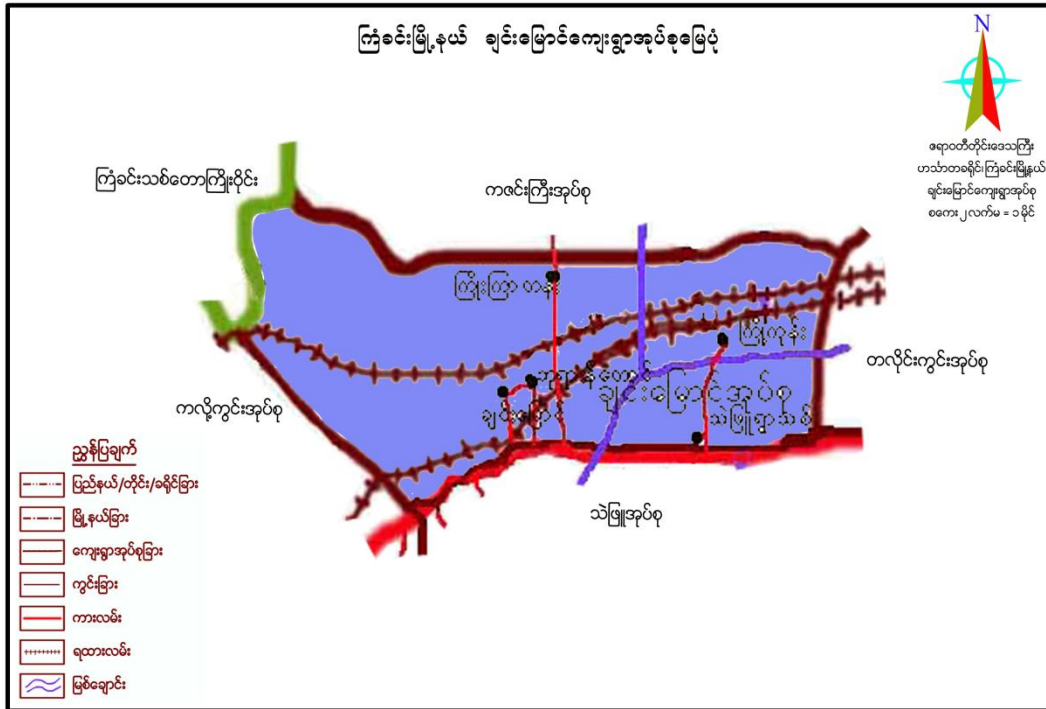 ကြံခင်းမြို့နယ် ချင်းမြောင်ကျေးရွာအုပ်စုမြေပုံ
N
ဧရာဝတီတိုင်းဒေသကြီး
ဟင်္သာတခရိုင်၊ ကြံခင်းမြို့နယ်
ချင်းမြောင်ကျေးရွာအုပ်စု
စကေး ၂ လက်မ = ၁ မိုင်
ကြံခင်းသစ်တောကြိုးဝိုင်း
ကဇင်းကြီးအုပ်စု
ကြိုးကြာတန်း
ကြို့ကုန်း
တလိုင်းကွင်းအုပ်စု
ချင်းမြောင်အုပ်စု
ချင်းမြောင်
သဲဖြူရွာသစ်
ကလို့ကွင်းအုပ်စု
သဲဖြူအုပ်စု
ညွှန်ပြချက်
ပြည်နယ်/တိုင်း/ခရိုင်ခြား
မြို့နယ်ခြား
ကျေးရွာအုပ်စုခြား
ကွင်းခြား
ကားလမ်း
ရထားလမ်း
မြစ်ချောင်း